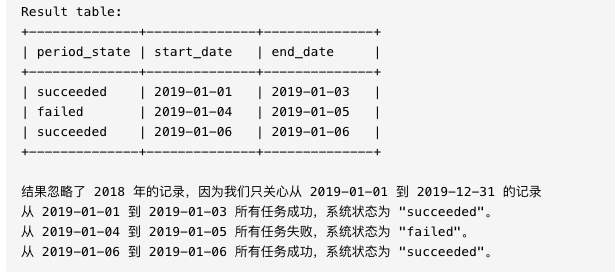 Result table:
+--------------+--------------+--------------+
| period_state | start_date   | end_date     |
+--------------+--------------+--------------+
| succeeded    | 2019-01-01   | 2019-01-03   |
| failed       | 2019-01-04   | 2019-01-05   |
| succeeded    | 2019-01-06   | 2019-01-06   |
+--------------+--------------+--------------+
结果忽略了 2018 年的记录，因为我们只关心从 2019-01-01 到 2019-12-31 的记录
从 2019-01-01 到 2019-01-03 所有任务成功，系统状态为 "succeeded"。
从 2019-01-04 到 2019-01-05 所有任务失败，系统状态为 "failed"。
从 2019-01-06 到 2019-01-06 所有任务成功，系统状态为 "succeeded"。